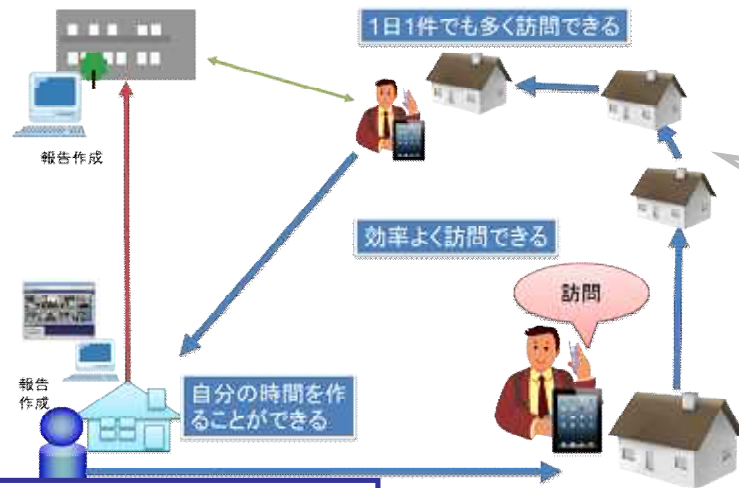 1日1件でも多く訪問できる
報告作成
効率よく訪問できる
訪問
報告
作成
自分の時間を作
ることができる